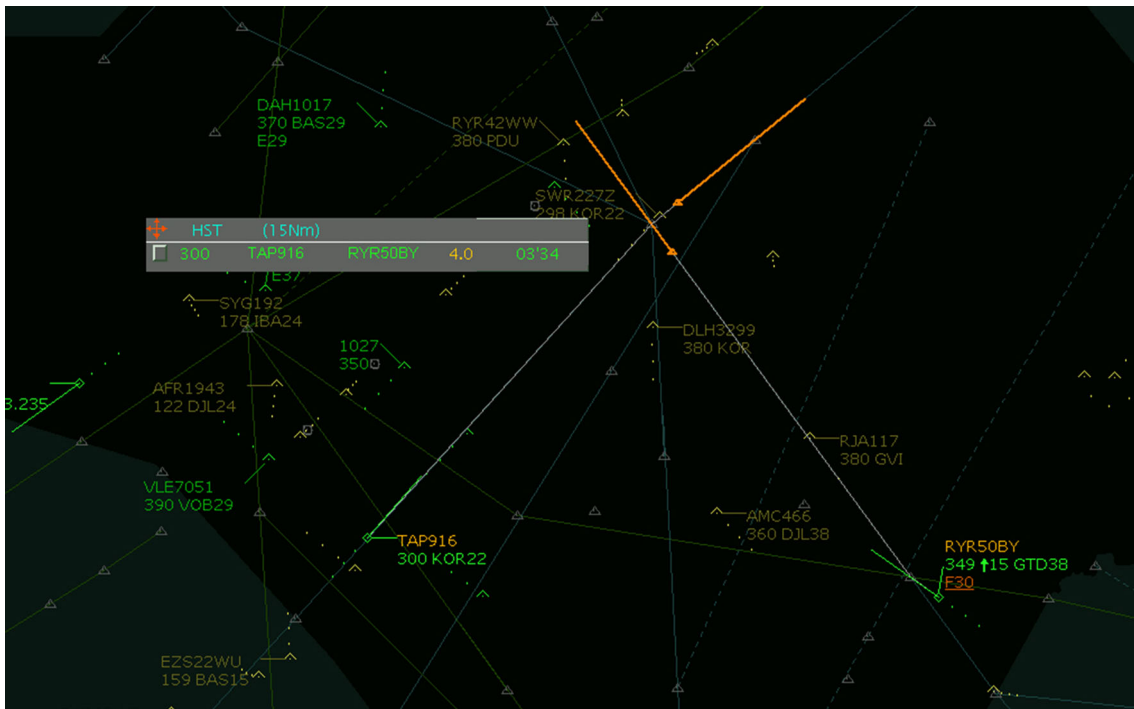 DAH1017
370 BAS29
E29
RYR42WW
380 PDU
SWR227Z
298 KOR22
HST (15Nm)
300 TAP916 RYR50BY 4.0 03'34
E37
SYG192
178 IBA24
DLH3299
380 KOR
1027
350
AFR1943
122 DJL24
3.235
RJA117
380 GVI
VLE7051
390 VOB29
AMC466
360 DJL38
TAP916
300 KOR22
RYR50BY
349 ⬆15 GTD38
F30
EZS22WU
159 BAS15